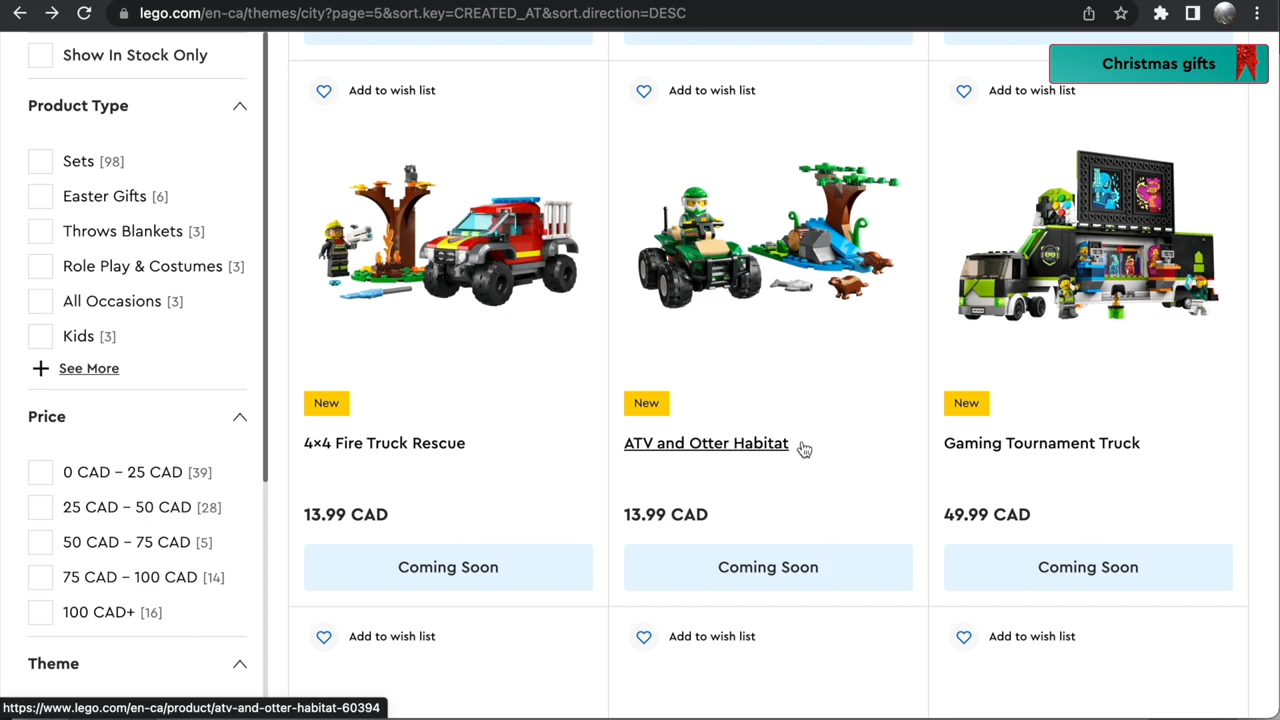 lego.com/en-ca/themes/city?page=5&sort.key=CREATED_AT&sort.direction=DESC
Christmas gifts
Show In Stock Only
Product Type
Sets [98]
Easter Gifts [6]
Throws Blankets [3]
Role Play & Costumes [3]
All Occasions [3]
Kids [3]
See More
Price
0 CAD – 25 CAD [39]
25 CAD – 50 CAD [28]
50 CAD – 75 CAD [5]
75 CAD – 100 CAD [14]
100 CAD+ [16]
Theme
Add to wish list
New
4×4 Fire Truck Rescue
13.99 CAD
Coming Soon
Add to wish list
New
ATV and Otter Habitat
13.99 CAD
Coming Soon
Add to wish list
New
Gaming Tournament Truck
49.99 CAD
Coming Soon
Add to wish list
Add to wish list
Add to wish list
https://www.lego.com/en-ca/product/atv-and-otter-habitat-60394